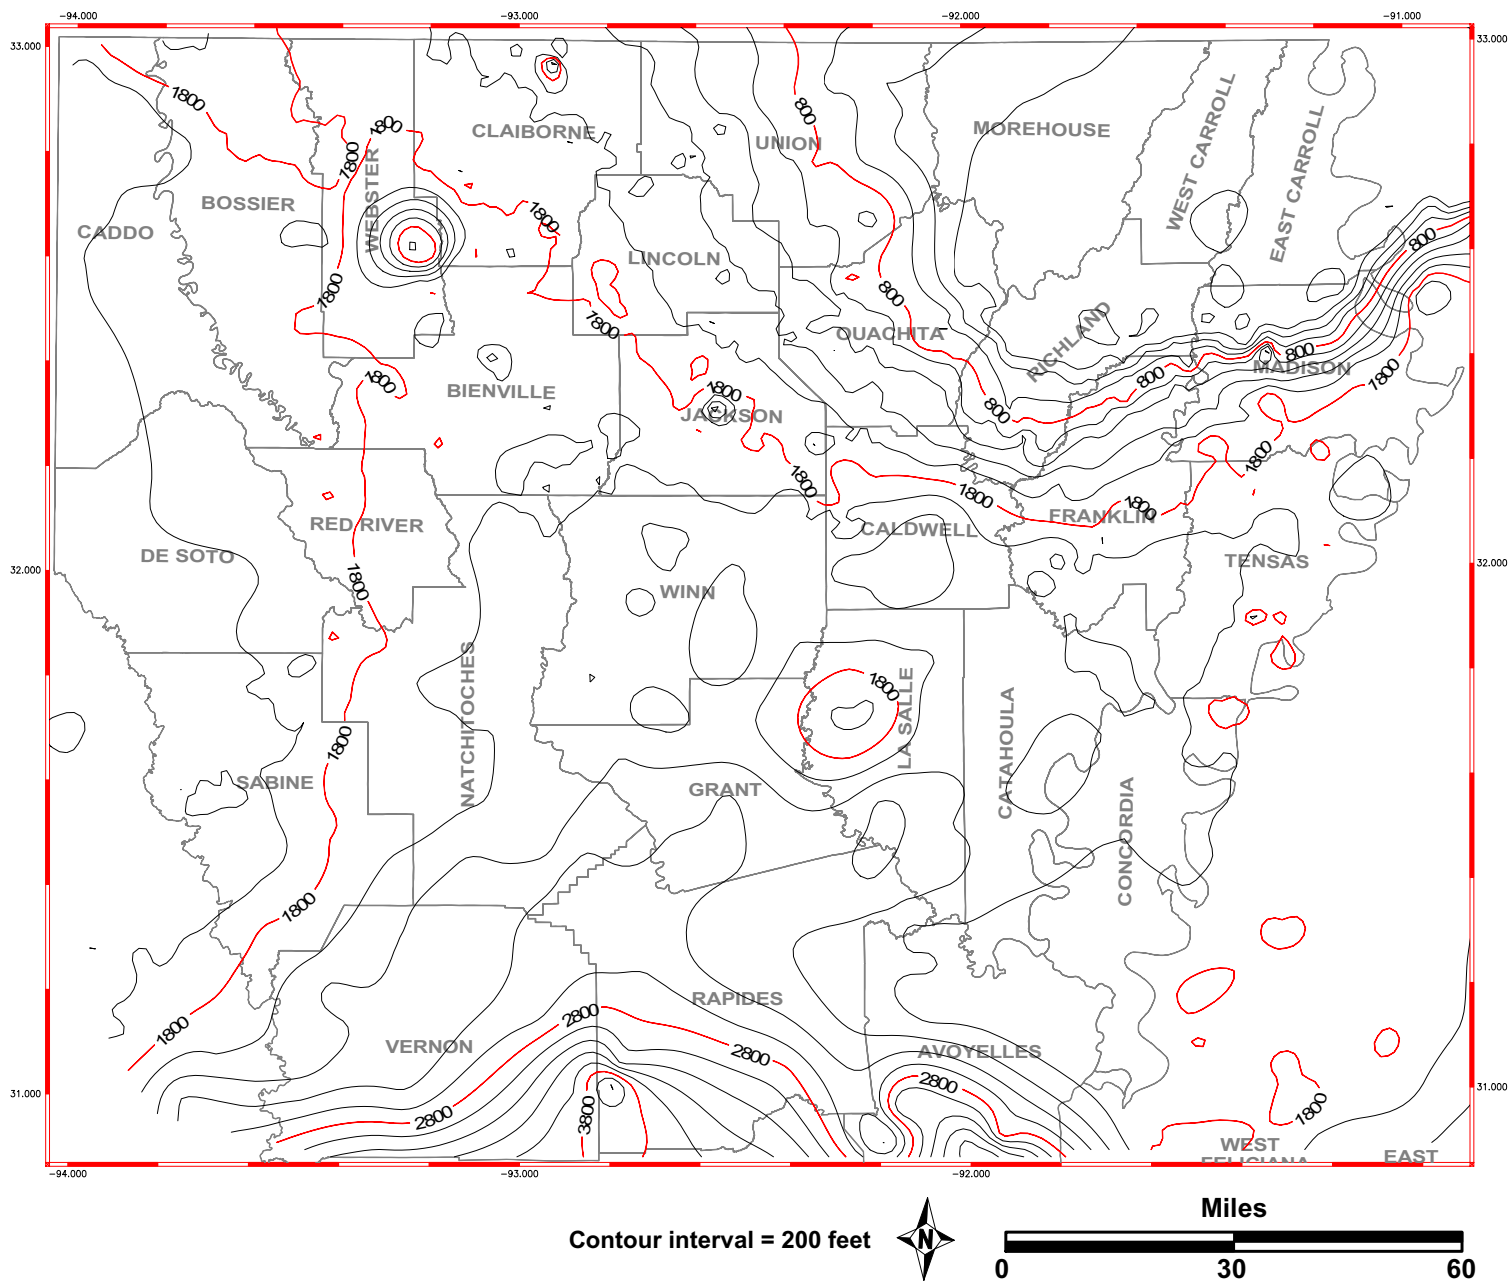 −94.000
−93.000
−92.000
−91.000
33.000
33.000
1800
1800
800
CLAIBORNE
UNION
MOREHOUSE
WEST CARROLL
EAST CARROLL
1800
WEBSTER
BOSSIER
CADDO
1800
800
LINCOLN
1800
800
1800
OUACHITA
RICHLAND
800
MADISON
1800
800
1800
BIENVILLE
1800
JACKSON
800
1800
1800
1800
1800
FRANKLIN
RED RIVER
CALDWELL
DE SOTO
TENSAS
32.000
32.000
1800
WINN
NATCHITOCHES
1800
LA SALLE
CATAHOULA
1800
SABINE
GRANT
CONCORDIA
1800
RAPIDES
2800
1800
VERNON
2800
AVOYELLES
2800
31.000
31.000
2800
3800
1800
WEST
FELICIANA
EAST
−94.000
−93.000
−92.000
Miles
Contour interval = 200 feet
N
0
30
60